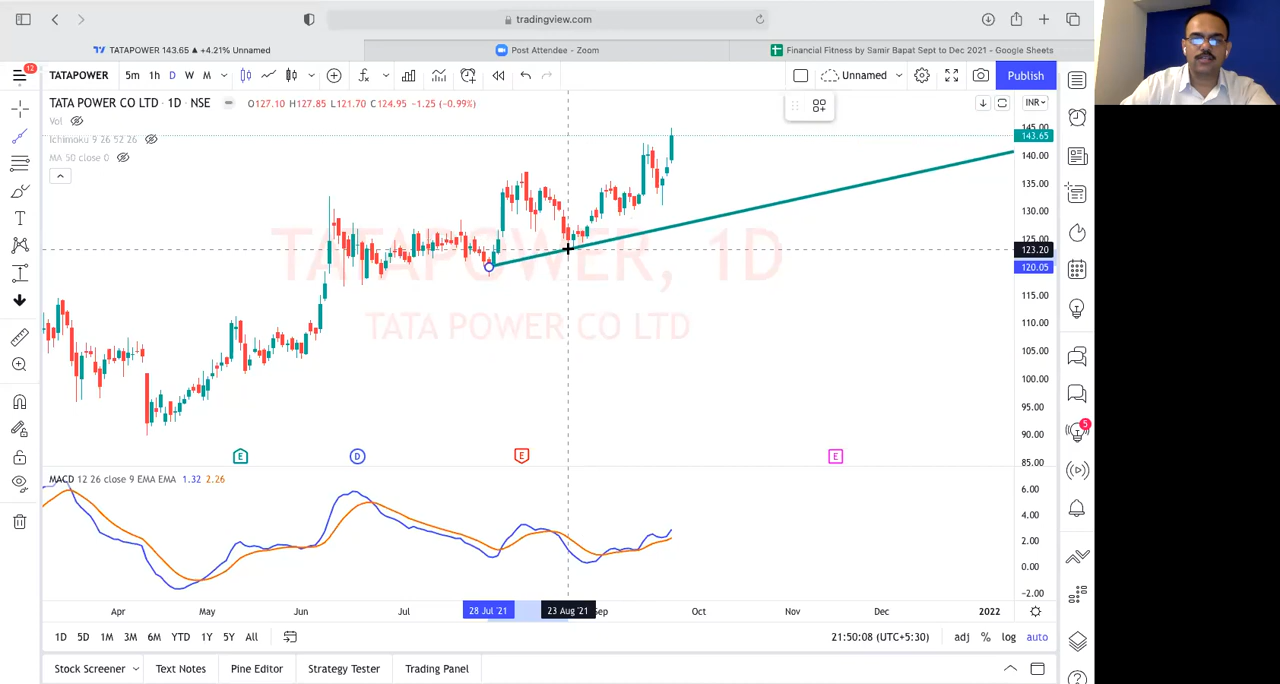 tradingview.com
TATAPOWER 143.65 ▲ +4.21% Unnamed
Post Attendee - Zoom
Financial Fitness by Samir Bapat Sept to Dec 2021 - Google Sheets
12
TATAPOWER 5m 1h D W M Unnamed Publish
TATA POWER CO LTD · 1D · NSE O127.10 H127.85 L121.70 C124.95 -1.25 (-0.99%) INR
Vol
Ichimoku 9 26 52 26
MA 50 close 0
145.00
143.65
140.00
135.00
130.00
125.00
123.20
120.05
115.00
110.00
105.00
100.00
95.00
90.00
85.00
TATAPOWER, 1D
TATA POWER CO LTD
E D E E
5
MACD 12 26 close 9 EMA EMA 1.32 2.26
6.00
4.00
2.00
0.00
-2.00
Apr May Jun Jul 28 Jul '21 23 Aug '21 Sep Oct Nov Dec 2022
1D 5D 1M 3M 6M YTD 1Y 5Y All 21:50:08 (UTC+5:30) adj % log auto
Stock Screener Text Notes Pine Editor Strategy Tester Trading Panel